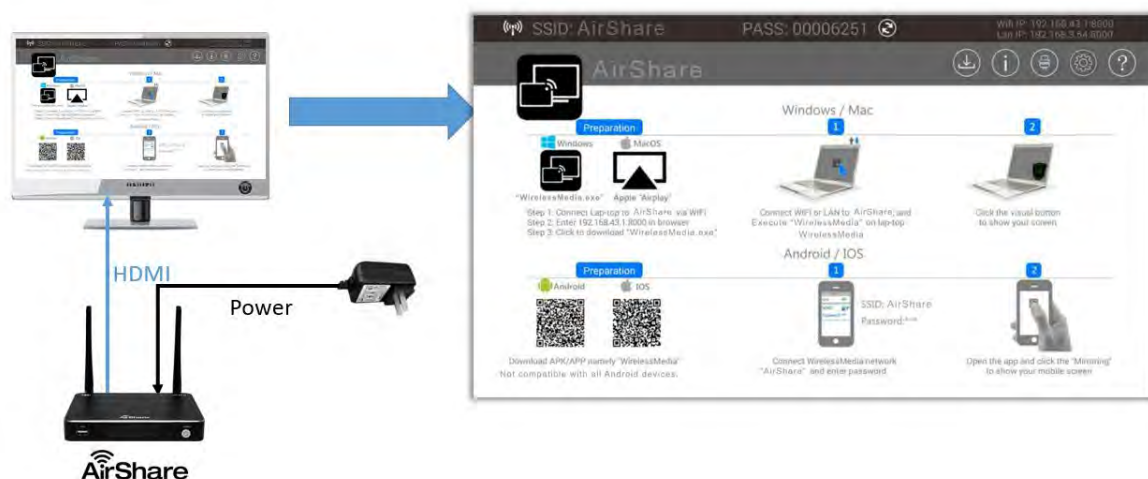 SSID: AirShare
PASS: 00006251
Wifi IP: 192.168.43.1:8000
Lan IP: 192.168.3.54:8000
AirShare
Windows / Mac
Preparation
1
2
Windows
MacOS
"WirelessMedia.exe"
Apple "Airplay"
Step 1: Connect Lap-top to AirShare via WIFI
Step 2: Enter 192.168.43.1:8000 in browser
Step 3: Click to download "WirelessMedia.exe"
Connect WIFI or LAN to AirShare, and
Execute "WirelessMedia" on lap-top
WirelessMedia
Click the visual button
to show your screen
Android / IOS
Preparation
1
2
Android
IOS
SSID: AirShare
Password:
Download APK/APP namely "WirelessMedia"
Not compatible with all Android devices.
Connect WirelessMedia network
"AirShare" and enter password
Open the app and click the "Mirroring"
to show your mobile screen
HDMI
Power
AirShare